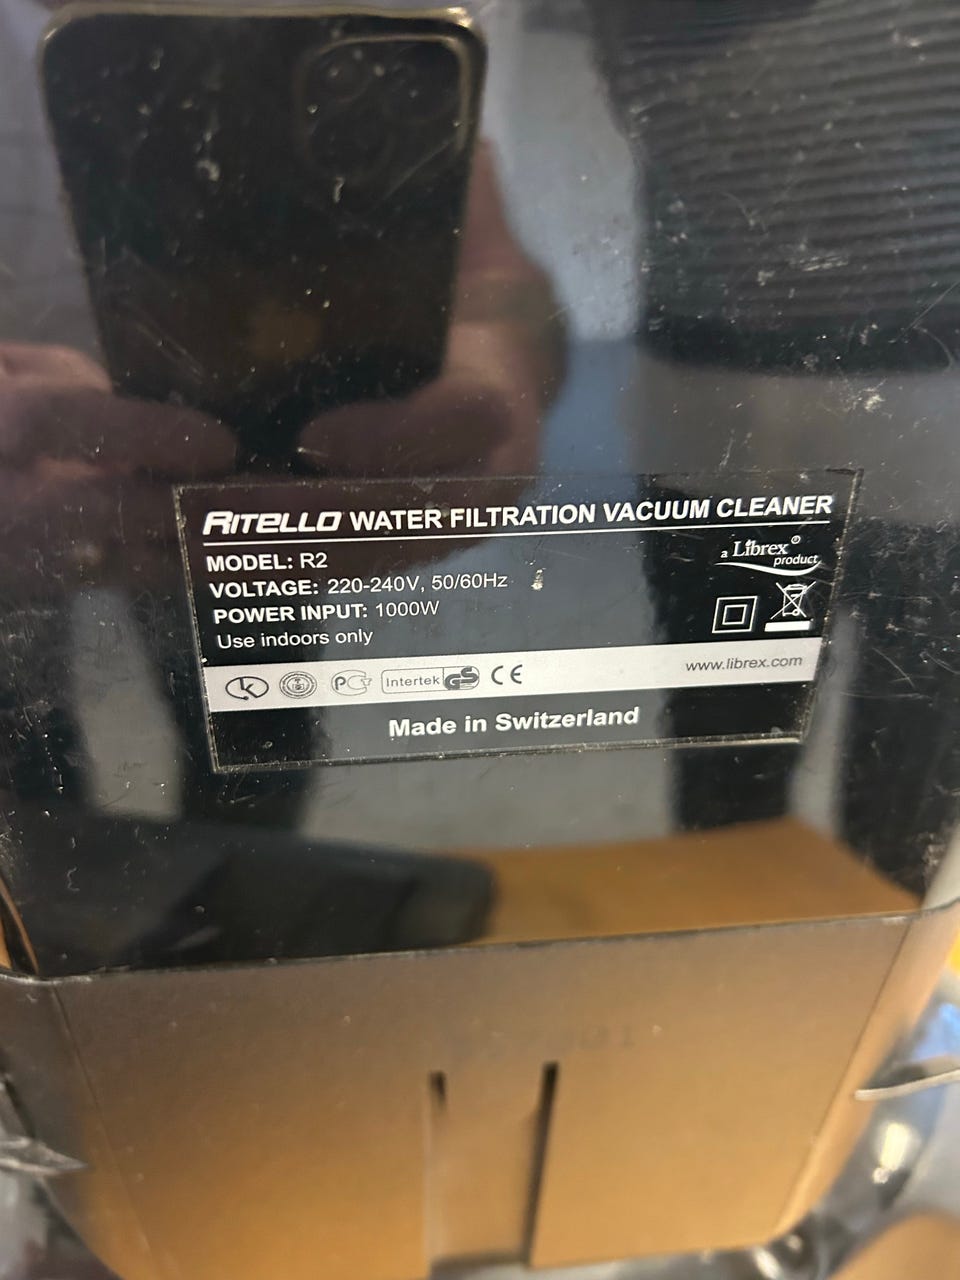 RITELLO WATER FILTRATION VACUUM CLEANER
MODEL: R2
VOLTAGE: 220-240V, 50/60Hz
POWER INPUT: 1000W
Use indoors only
a Librex®
product
Intertek GS CE
www.librex.com
Made in Switzerland